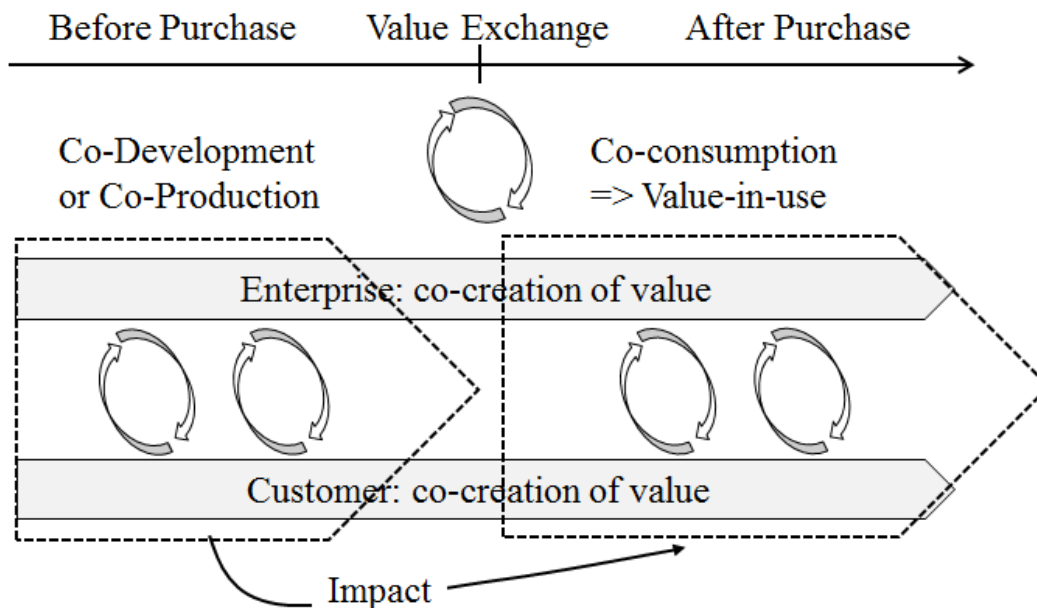 Before Purchase
Value Exchange
After Purchase
Co-Development
or Co-Production
Co-consumption
=> Value-in-use
Enterprise: co-creation of value
Customer: co-creation of value
Impact